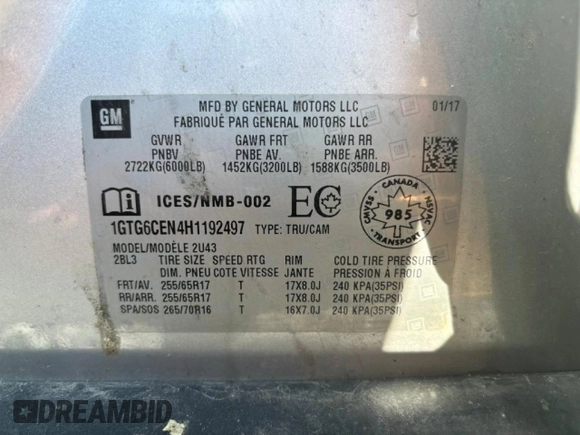 GM
MFD BY GENERAL MOTORS LLC 01/17
FABRIQUÉ PAR GENERAL MOTORS LLC
GVWR GAWR FRT GAWR RR
PNBV PNBE AV. PNBE ARR.
2722KG(6000LB) 1452KG(3200LB) 1588KG(3500LB)
ICES/NMB-002 EC
CANADA
CMVSS 985 HSVAC
TRANSPORT
1GTG6CEN4H1192497 TYPE: TRU/CAM
MODEL/MODÈLE 2U43
2BL3 TIRE SIZE SPEED RTG RIM COLD TIRE PRESSURE
DIM. PNEU COTE VITESSE JANTE PRESSION À FROID
FRT/AV. 255/65R17 T 17X8.0J 240 KPA(35PSI)
RR/ARR. 255/65R17 T 17X8.0J 240 KPA(35PSI)
SPA/SOS 265/70R16 T 16X7.0J 240 KPA(35PSI)
DREAMBID